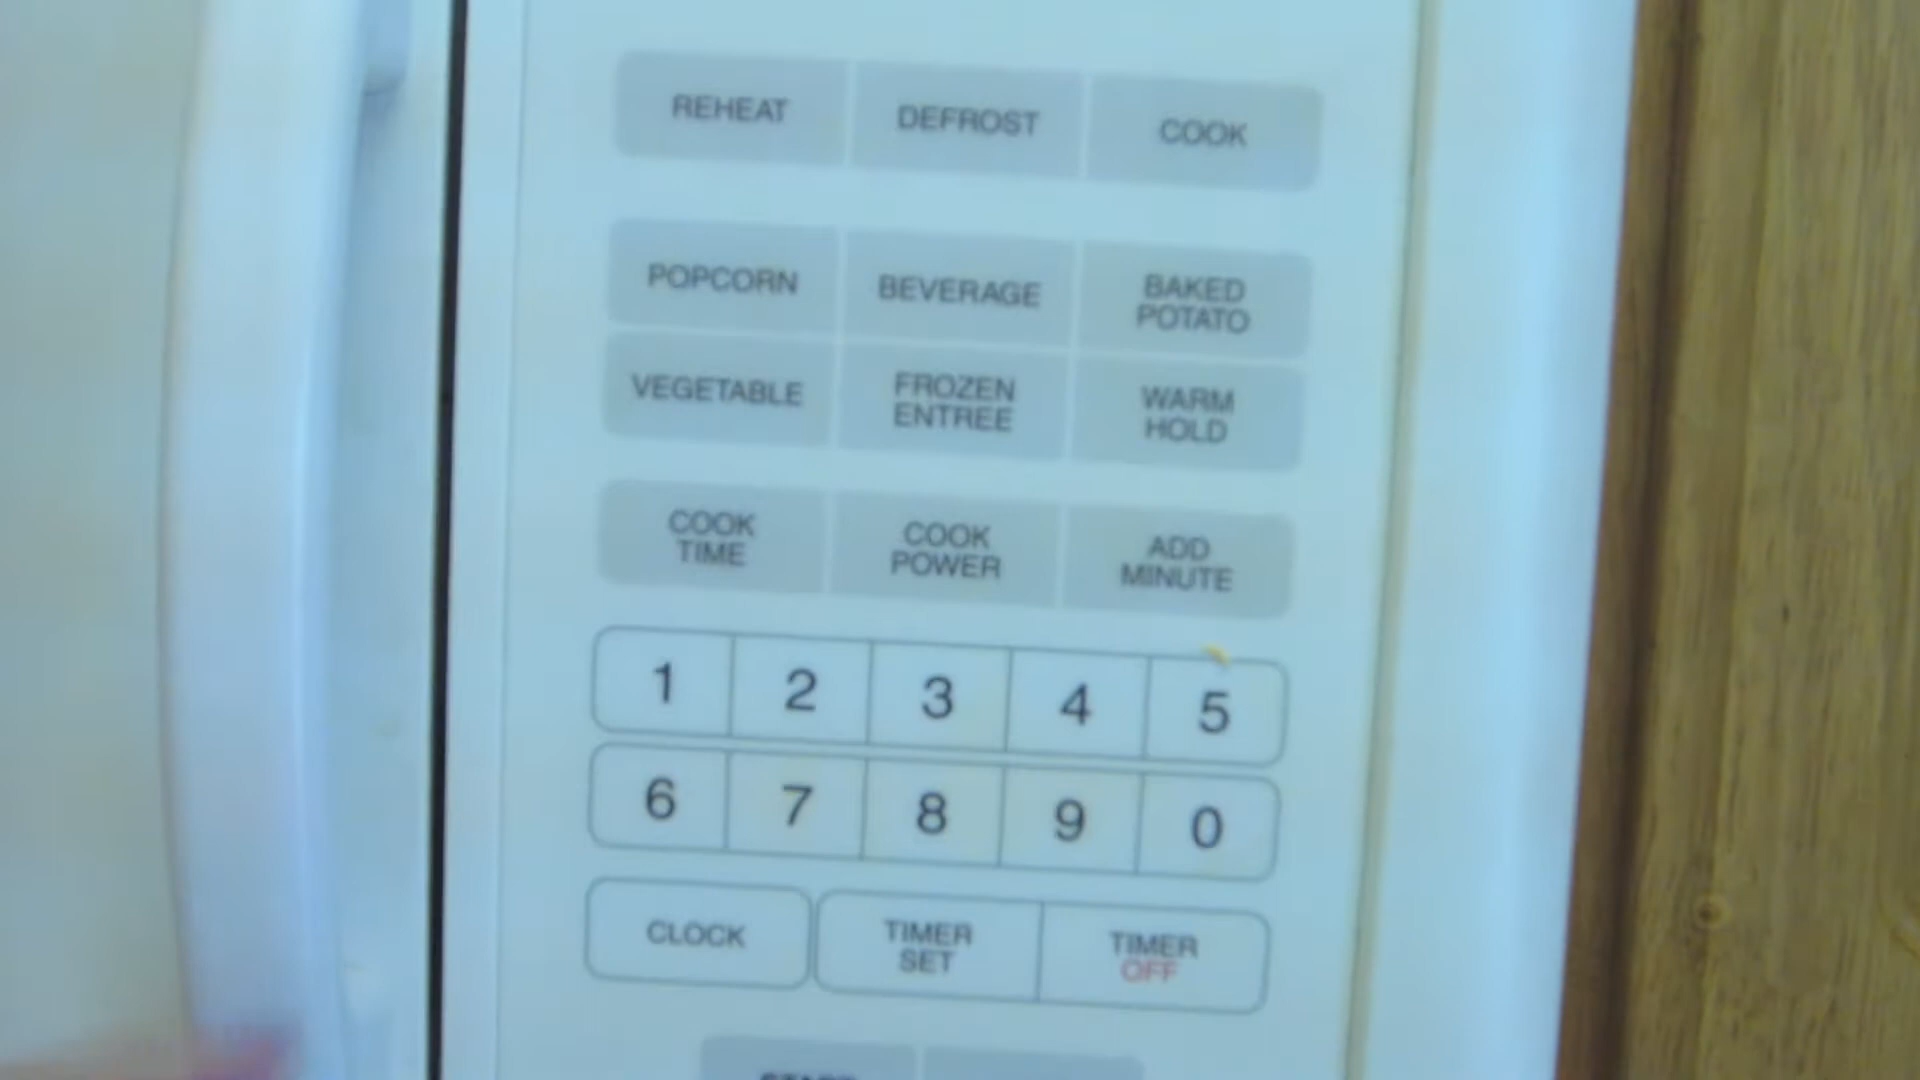 REHEAT DEFROST COOK
POPCORN BEVERAGE BAKED
POTATO
VEGETABLE FROZEN
ENTREE WARM
HOLD
COOK
TIME COOK
POWER ADD
MINUTE
1 2 3 4 5
6 7 8 9 0
CLOCK TIMER
SET TIMER
OFF